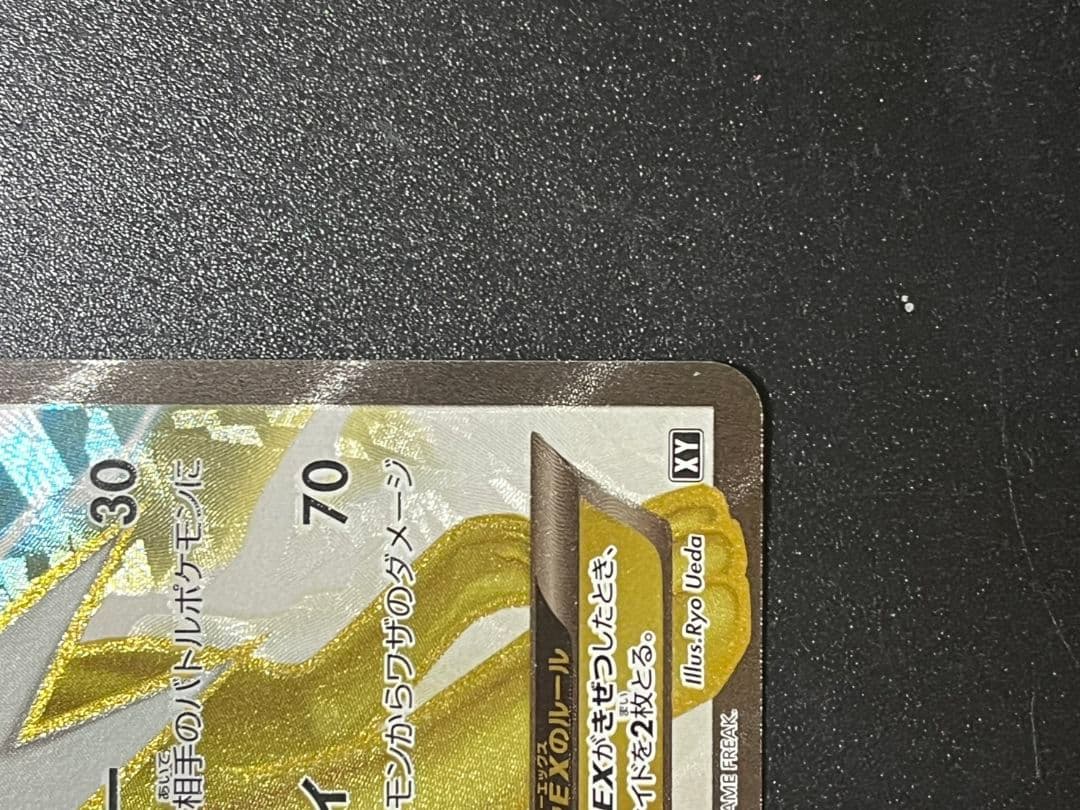 30
相手のバトルポケモンに
あいて
ィ 70
モンからワザのダメージ
エックス
EXのルール
EXがきぜつしたとき、
まい
イドを2枚とる。
Illus.Ryo Ueda
XY
AME FREAK.